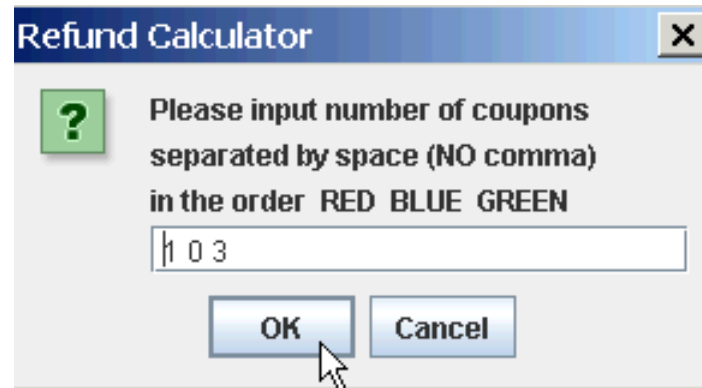 Refund Calculator
?
Please input number of coupons
separated by space (NO comma)
in the order RED BLUE GREEN
1 0 3
OK Cancel